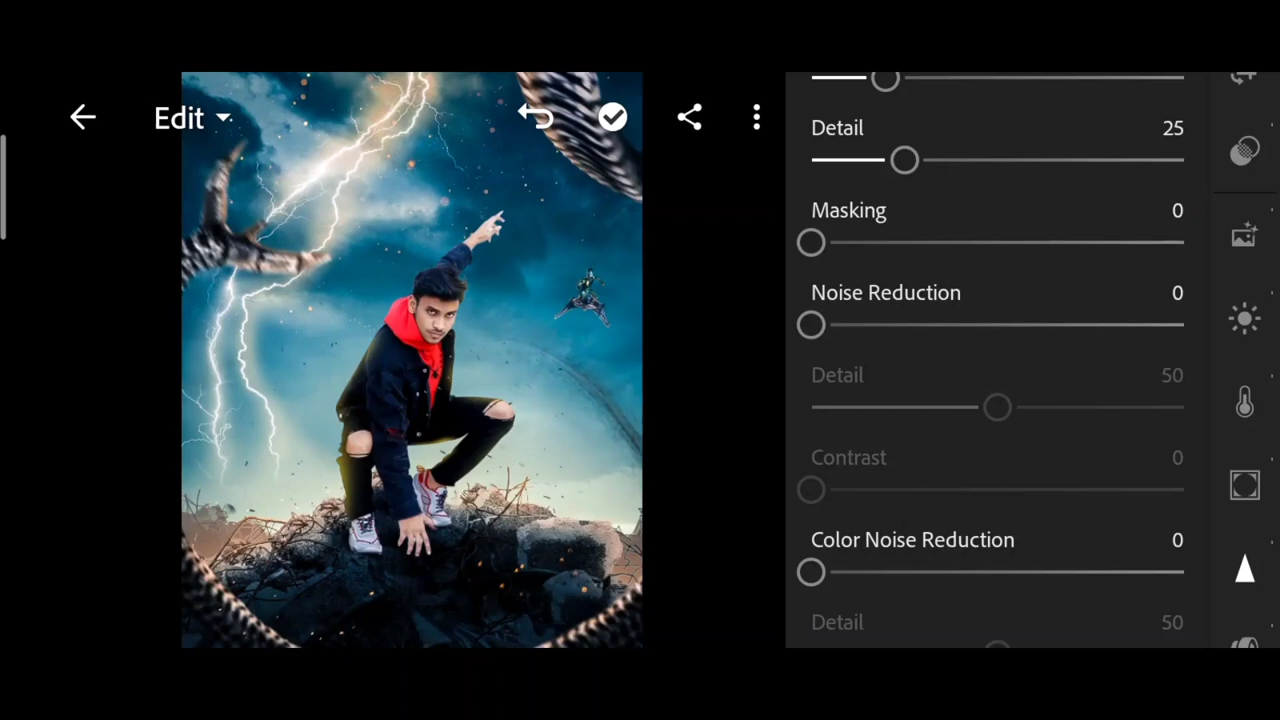 Edit
Detail 25
Masking 0
Noise Reduction 0
Detail 50
Contrast 0
Color Noise Reduction 0
Detail 50